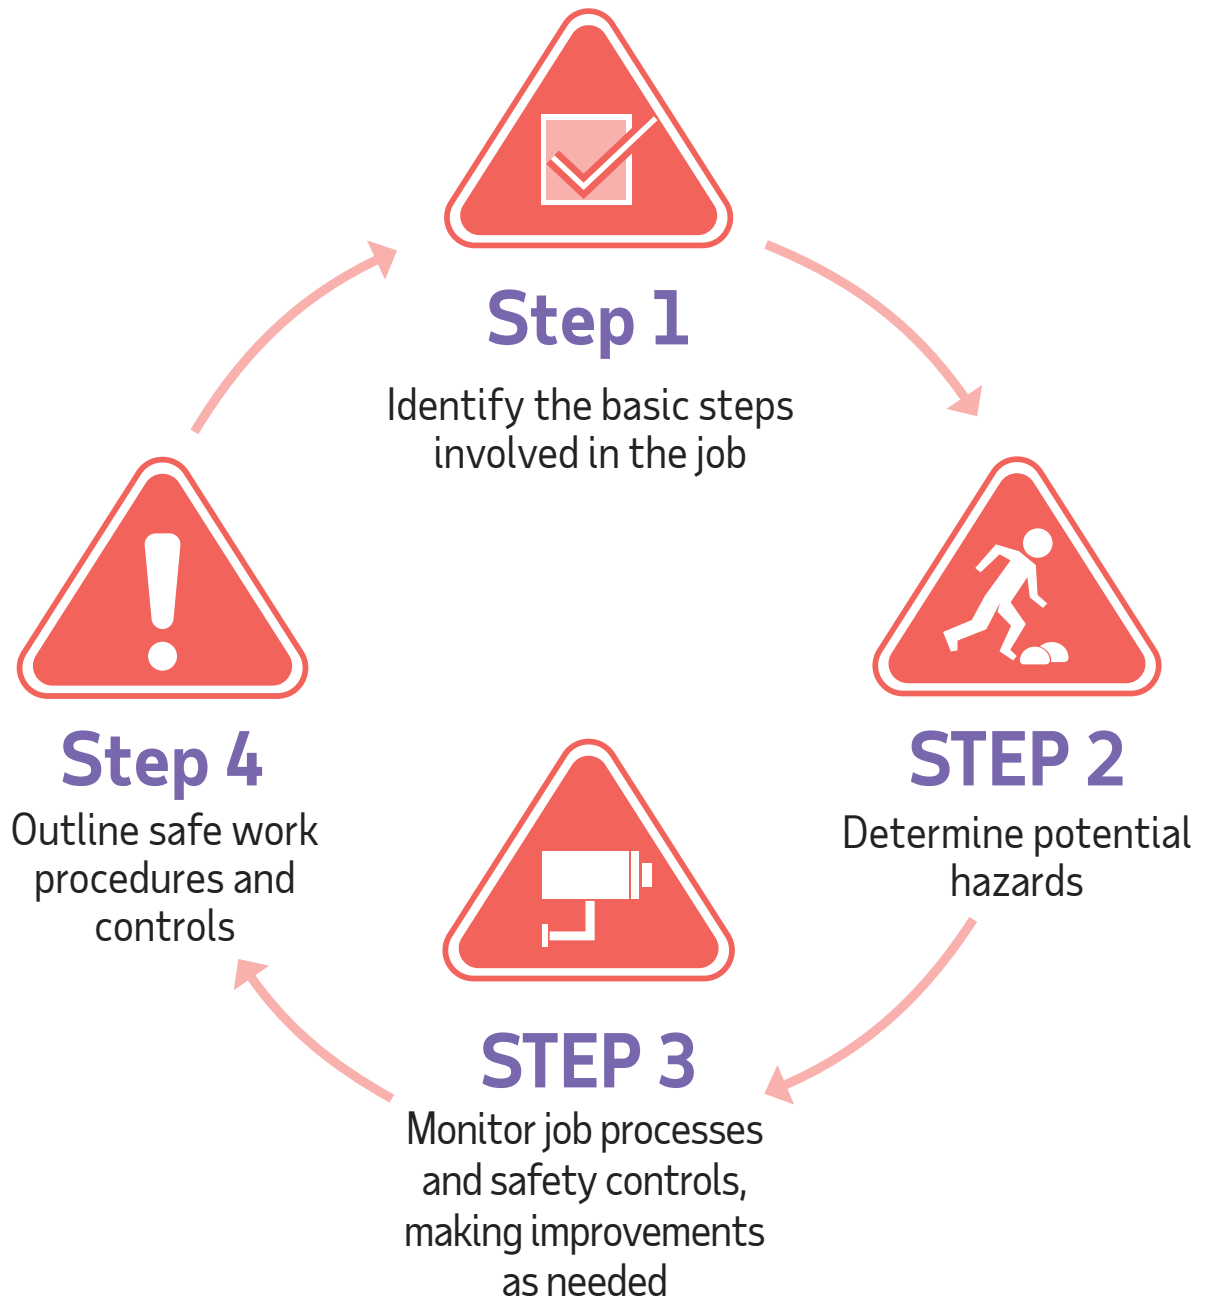 Step 1
Identify the basic steps
involved in the job
STEP 2
Determine potential
hazards
STEP 3
Monitor job processes
and safety controls,
making improvements
as needed
Step 4
Outline safe work
procedures and
controls